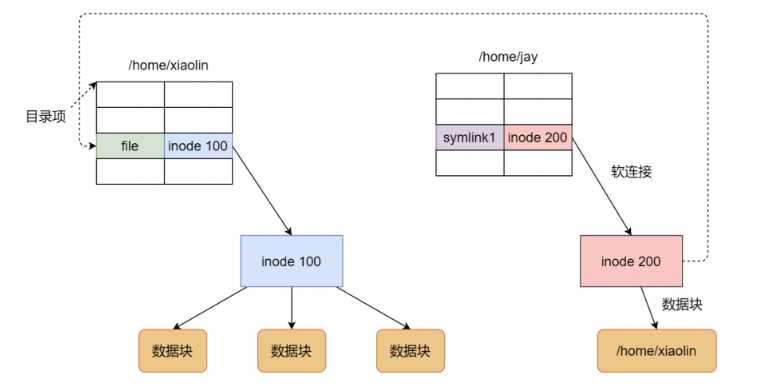 /home/xiaolin
/home/jay
目录项
file
inode 100
symlink1
inode 200
软连接
inode 100
inode 200
数据块
数据块
数据块
数据块
/home/xiaolin